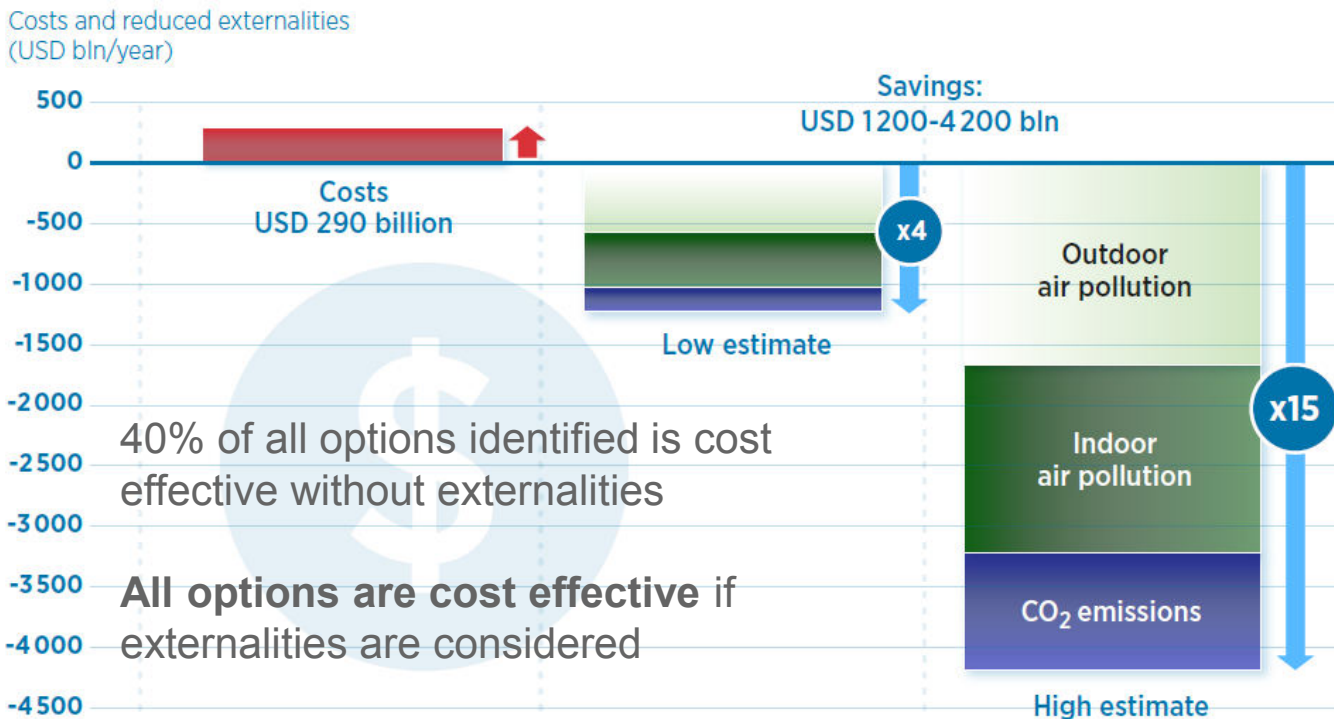 Costs and reduced externalities
(USD bln/year)
Savings:
USD 1200-4200 bln
500
0
-500
-1000
-1500
-2000
-2500
-3000
-3500
-4000
-4500
Costs
USD 290 billion
x4
Low estimate
Outdoor
air pollution
x15
Indoor
air pollution
CO₂ emissions
High estimate
$
40% of all options identified is cost
effective without externalities
All options are cost effective if
externalities are considered